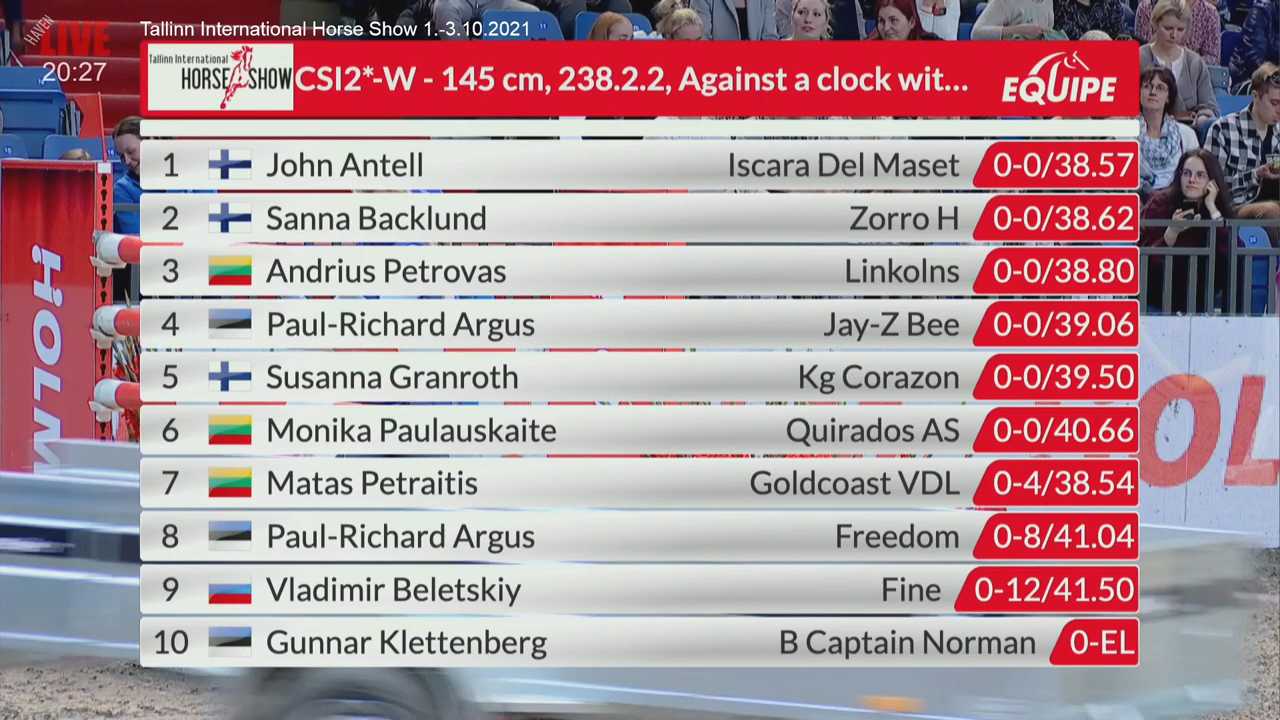 HAVEN
LIVE
20:27
Tallinn International Horse Show 1.-3.10.2021
Tallinn International
HORSE SHOW
CSI2*-W - 145 cm, 238.2.2, Against a clock wit...
EQUIPE
1 John Antell Iscara Del Maset 0-0/38.57
2 Sanna Backlund Zorro H 0-0/38.62
3 Andrius Petrovas Linkolns 0-0/38.80
4 Paul-Richard Argus Jay-Z Bee 0-0/39.06
5 Susanna Granroth Kg Corazon 0-0/39.50
6 Monika Paulauskaite Quirados AS 0-0/40.66
7 Matas Petraitis Goldcoast VDL 0-4/38.54
8 Paul-Richard Argus Freedom 0-8/41.04
9 Vladimir Beletskiy Fine 0-12/41.50
10 Gunnar Klettenberg B Captain Norman 0-EL
HOLM
OL